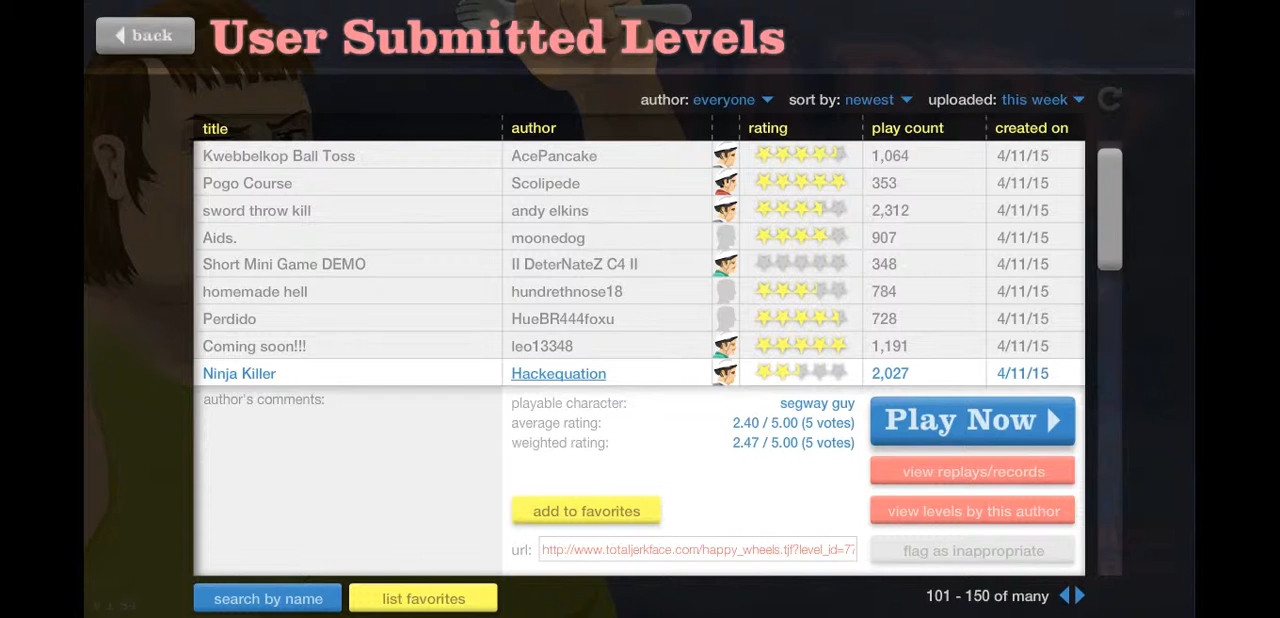 back
User Submitted Levels
author: everyone sort by: newest uploaded: this week
title author rating play count created on
Kwebbelkop Ball Toss AcePancake 1,064 4/11/15
Pogo Course Scolipede 353 4/11/15
sword throw kill andy elkins 2,312 4/11/15
Aids. moonedog 907 4/11/15
Short Mini Game DEMO II DeterNateZ C4 II 348 4/11/15
homemade hell hundrethnose18 784 4/11/15
Perdido HueBR444foxu 728 4/11/15
Coming soon!!! leo13348 1,191 4/11/15
Ninja Killer Hackequation 2,027 4/11/15
author's comments:
playable character: segway guy
average rating: 2.40 / 5.00 (5 votes)
weighted rating: 2.47 / 5.00 (5 votes)
Play Now
view replays/records
add to favorites
view levels by this author
url: http://www.totaljerkface.com/happy_wheels.tjf?level_id=77
flag as inappropriate
search by name
list favorites
101 - 150 of many